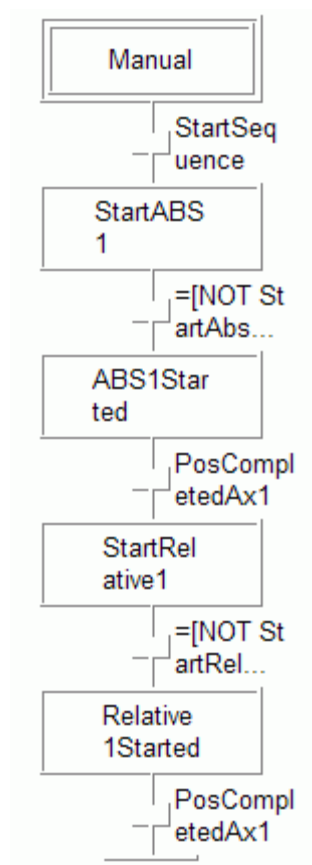 Manual
StartSeq
uence
StartABS
1
=[NOT St
artAbs...
ABS1Star
ted
PosCompl
etedAx1
StartRel
ative1
=[NOT St
artRel...
Relative
1Started
PosCompl
etedAx1